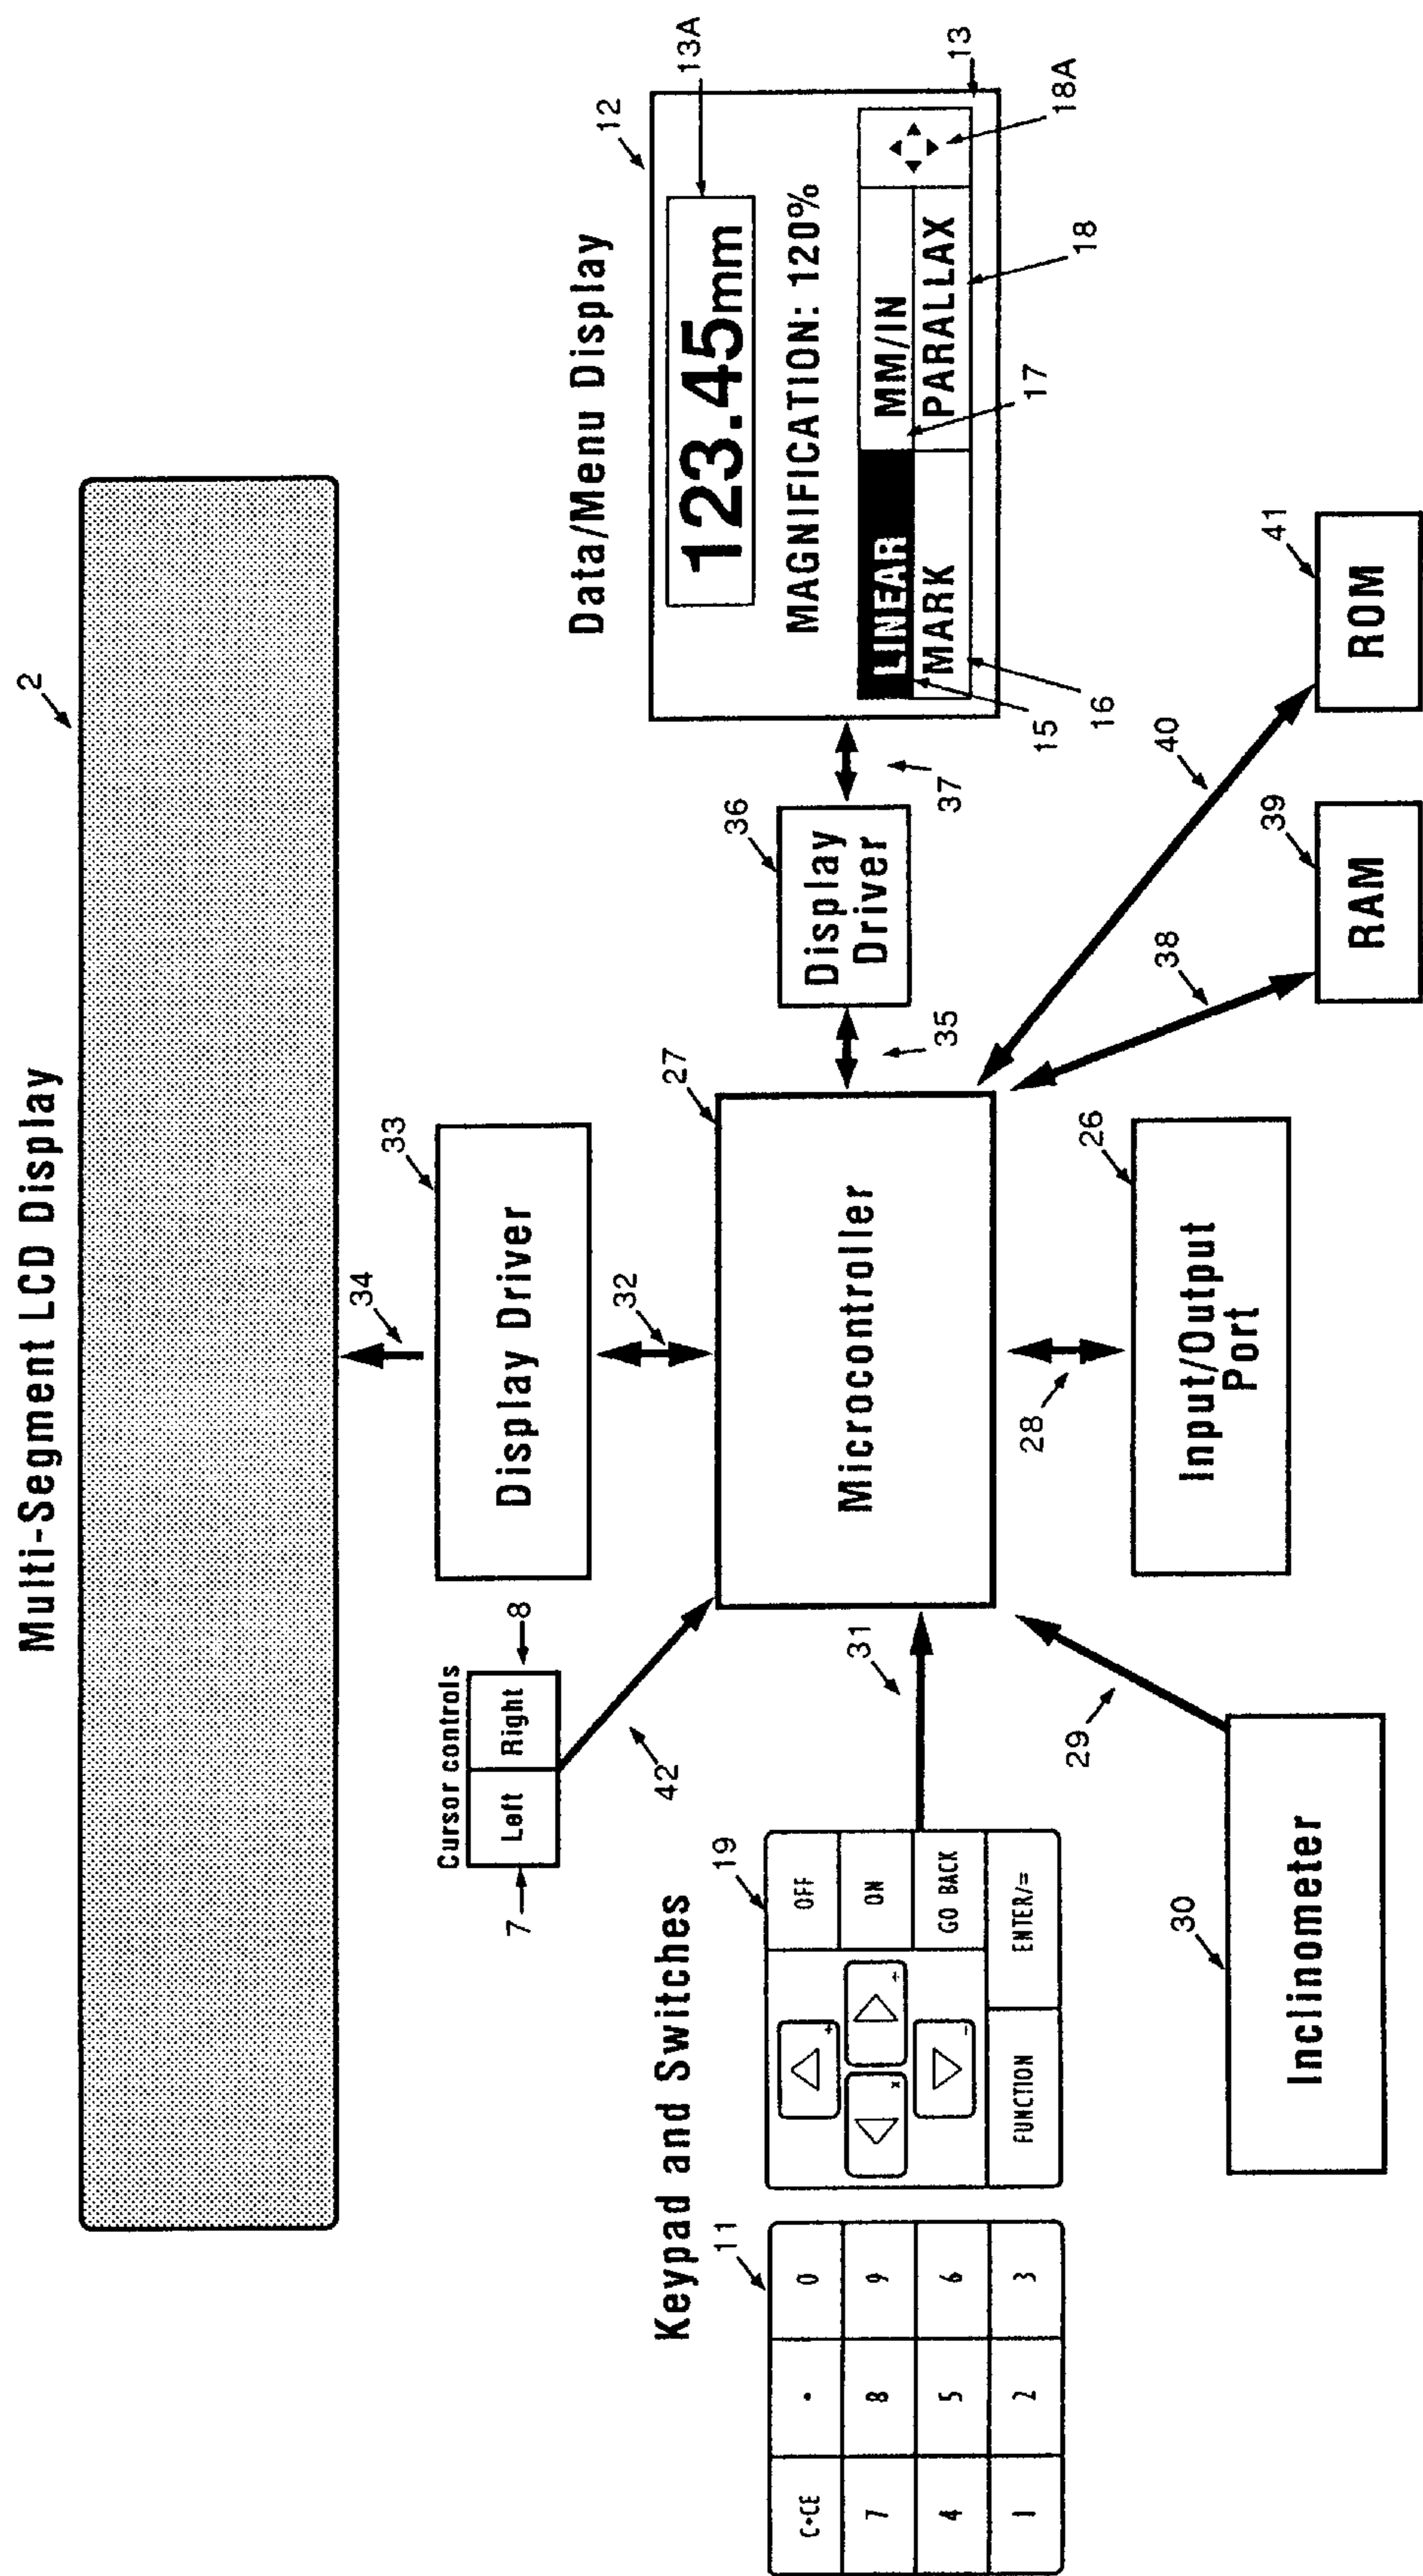 Multi-Segment LCD Display
2
34
Cursor controls
7
Left
Right
8
33
Display Driver
32
42
Data/Menu Display
12
13A
123.45mm
MAGNIFICATION: 120%
LINEAR
MM/IN
MARK
PARALLAX
13
15
16
17
18
18A
Keypad and Switches
11
C•CE
.
0
7
8
9
4
5
6
1
2
3
19
+
x
÷
-
OFF
ON
GO BACK
FUNCTION
ENTER/=
31
27
Microcontroller
35
36
Display
Driver
37
30
Inclinometer
29
28
26
Input/Output
Port
38
39
RAM
40
41
ROM